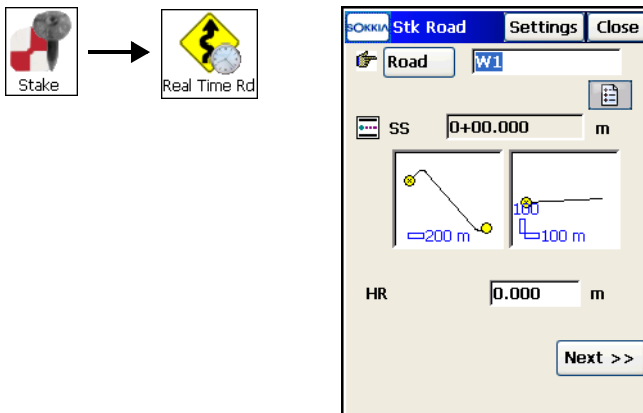 Stake
Real Time Rd
SOKKIA Stk Road Settings Close
Road W1
SS 0+00.000 m
200 m
100
100 m
HR 0.000 m
Next >>